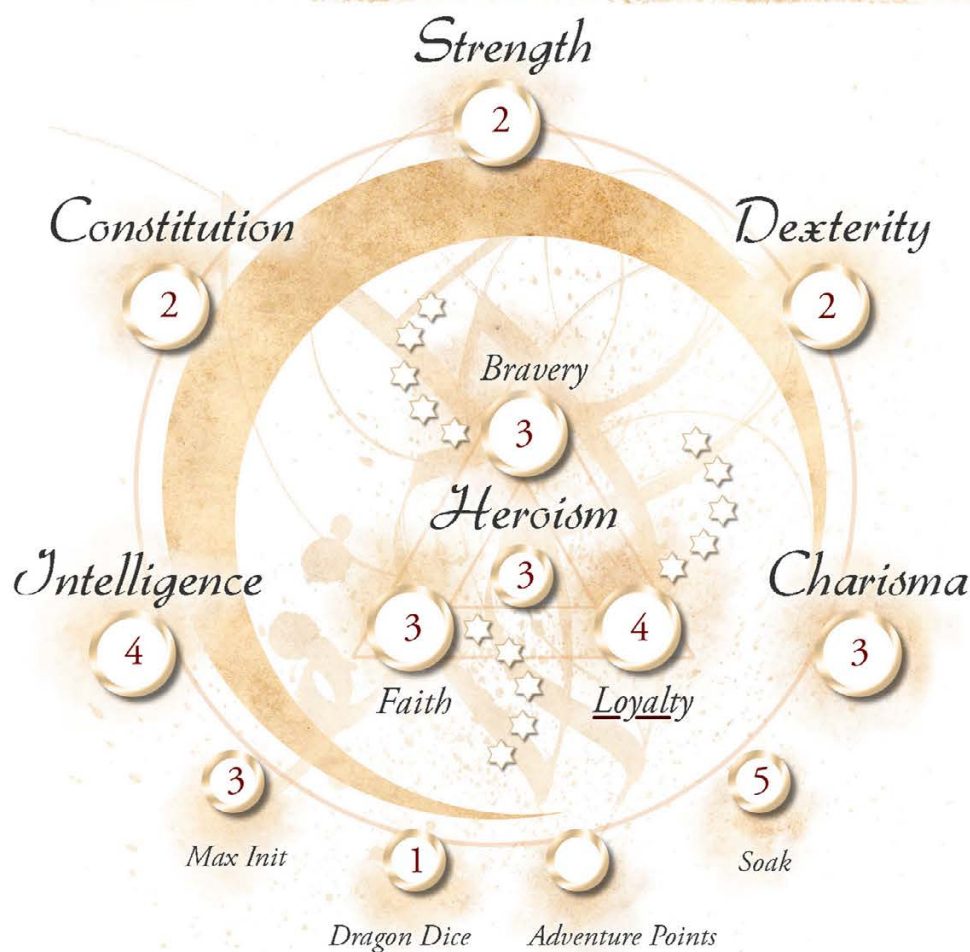 Strength
2
Constitution
2
Dexterity
2
Bravery
3
Heroism
3
Intelligence
4
Charisma
3
3
Faith
4
Loyalty
3
Max Init
5
Soak
1
Dragon Dice
Adventure Points